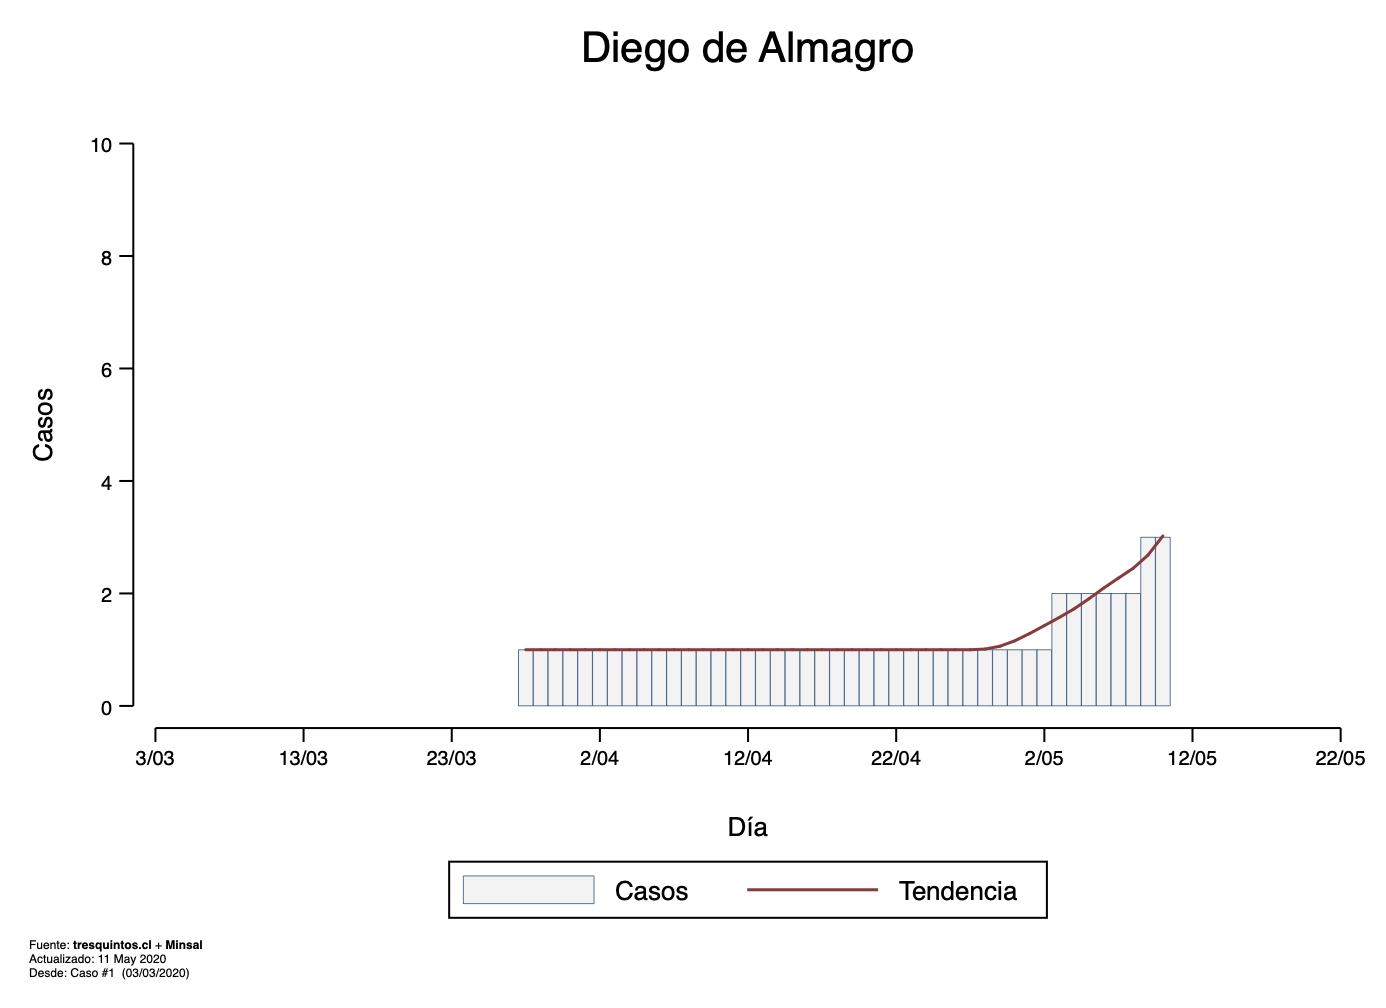 Diego de Almagro
10
8
6
4
2
0
Casos
3/03 13/03 23/03 2/04 12/04 22/04 2/05 12/05 22/05
Día
Casos Tendencia
Fuente: tresquintos.cl + Minsal
Actualizado: 11 May 2020
Desde: Caso #1 (03/03/2020)